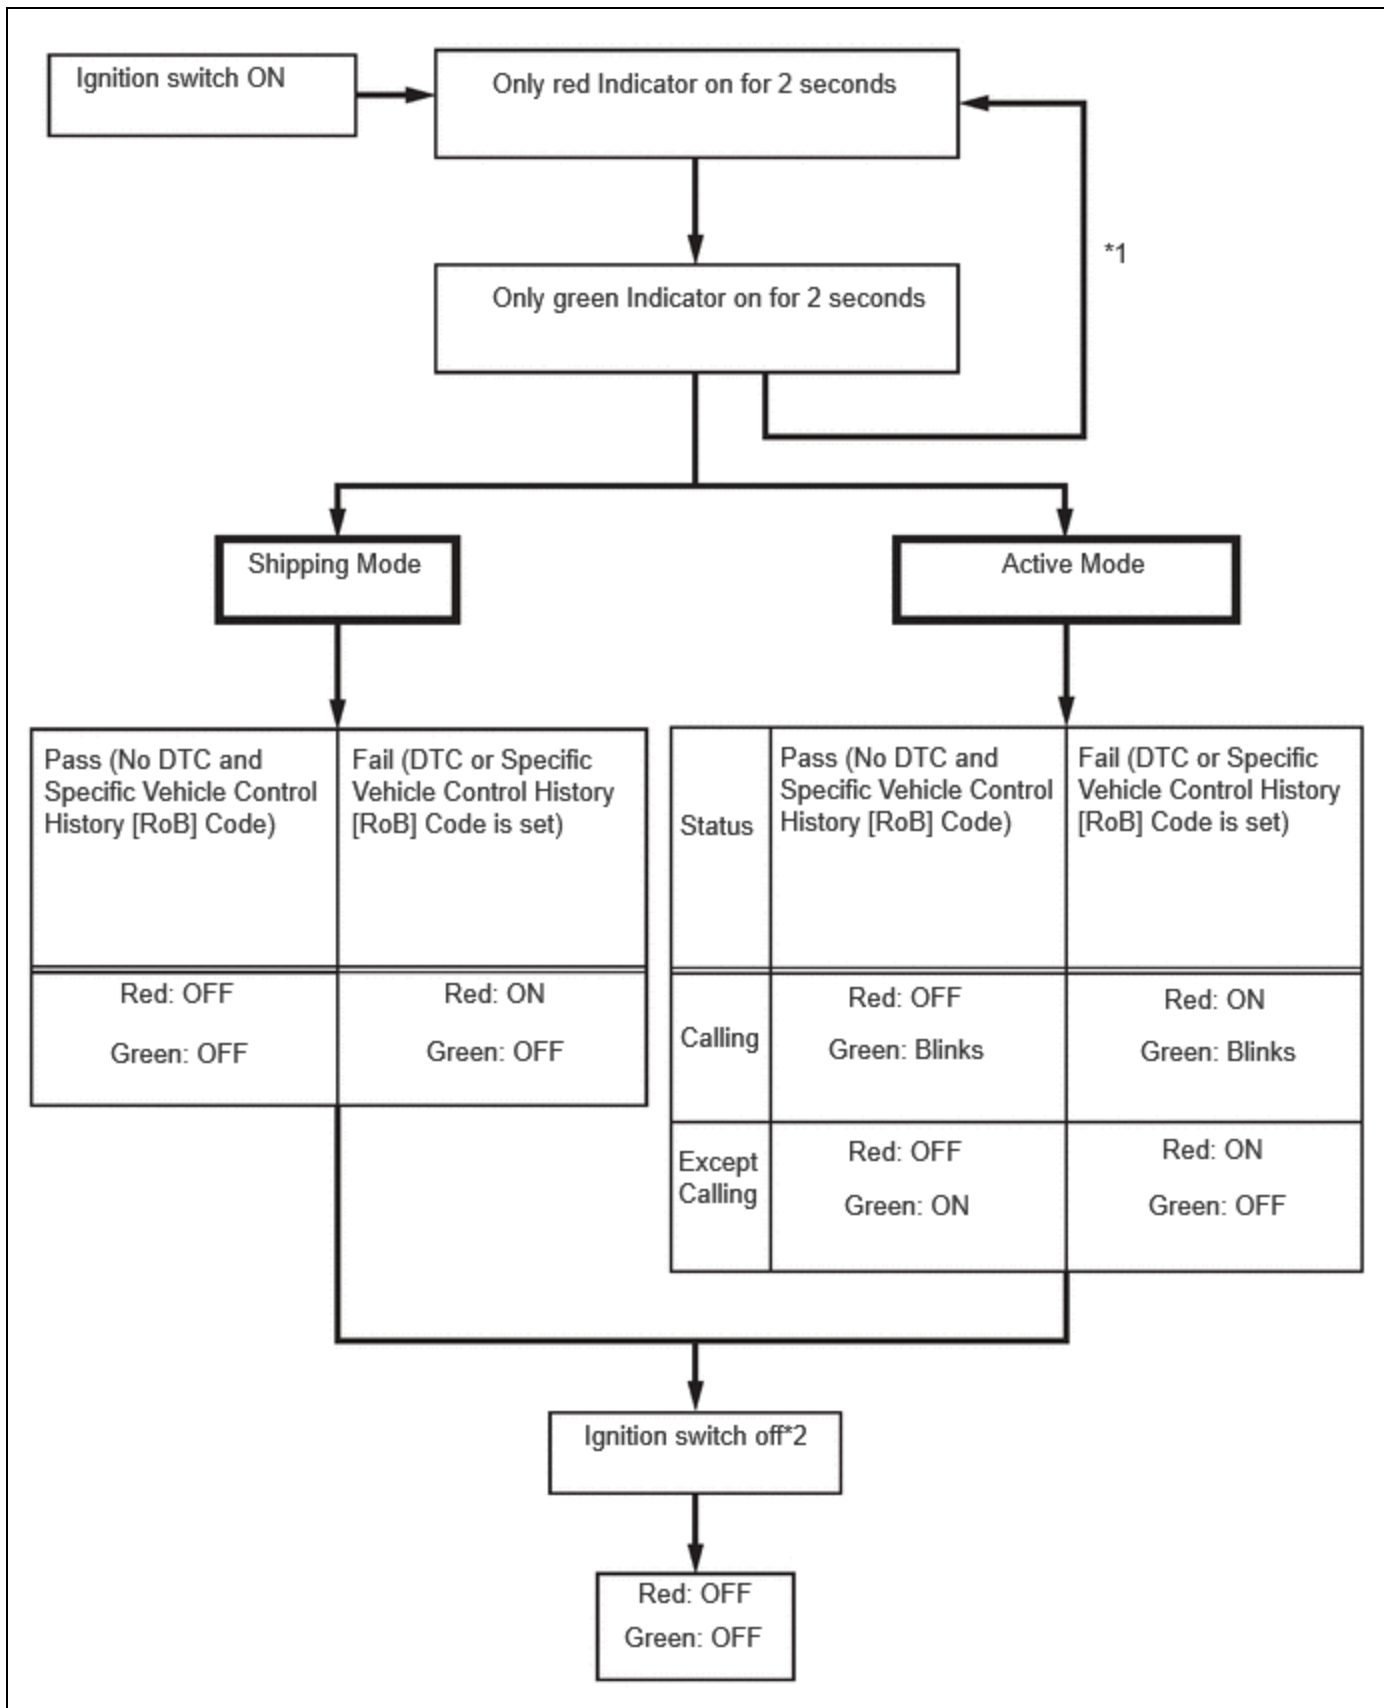 Ignition switch ON
Only red Indicator on for 2 seconds
*1
Only green Indicator on for 2 seconds
Shipping Mode
Active Mode
Pass (No DTC and
Specific Vehicle Control
History [RoB] Code)
Fail (DTC or Specific
Vehicle Control History
[RoB] Code is set)
Red: OFF
Green: OFF
Red: ON
Green: OFF
Status
Pass (No DTC and
Specific Vehicle Control
History [RoB] Code)
Fail (DTC or Specific
Vehicle Control History
[RoB] Code is set)
Calling
Red: OFF
Green: Blinks
Red: ON
Green: Blinks
Except
Calling
Red: OFF
Green: ON
Red: ON
Green: OFF
Ignition switch off*2
Red: OFF
Green: OFF